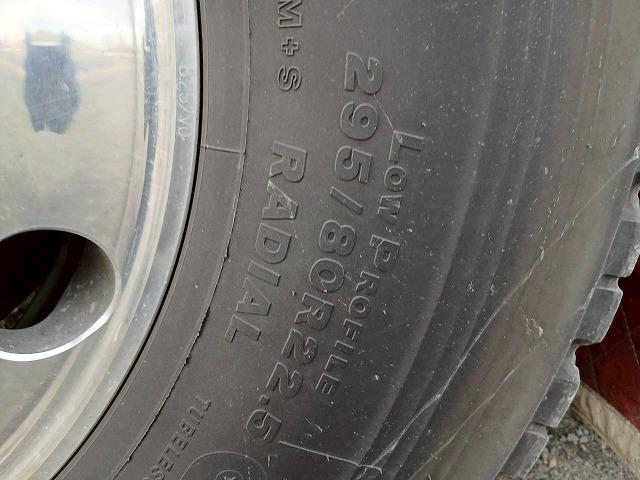 LOW PROFILE
295/80R22.5
RADIAL
M+S
TUBELESS